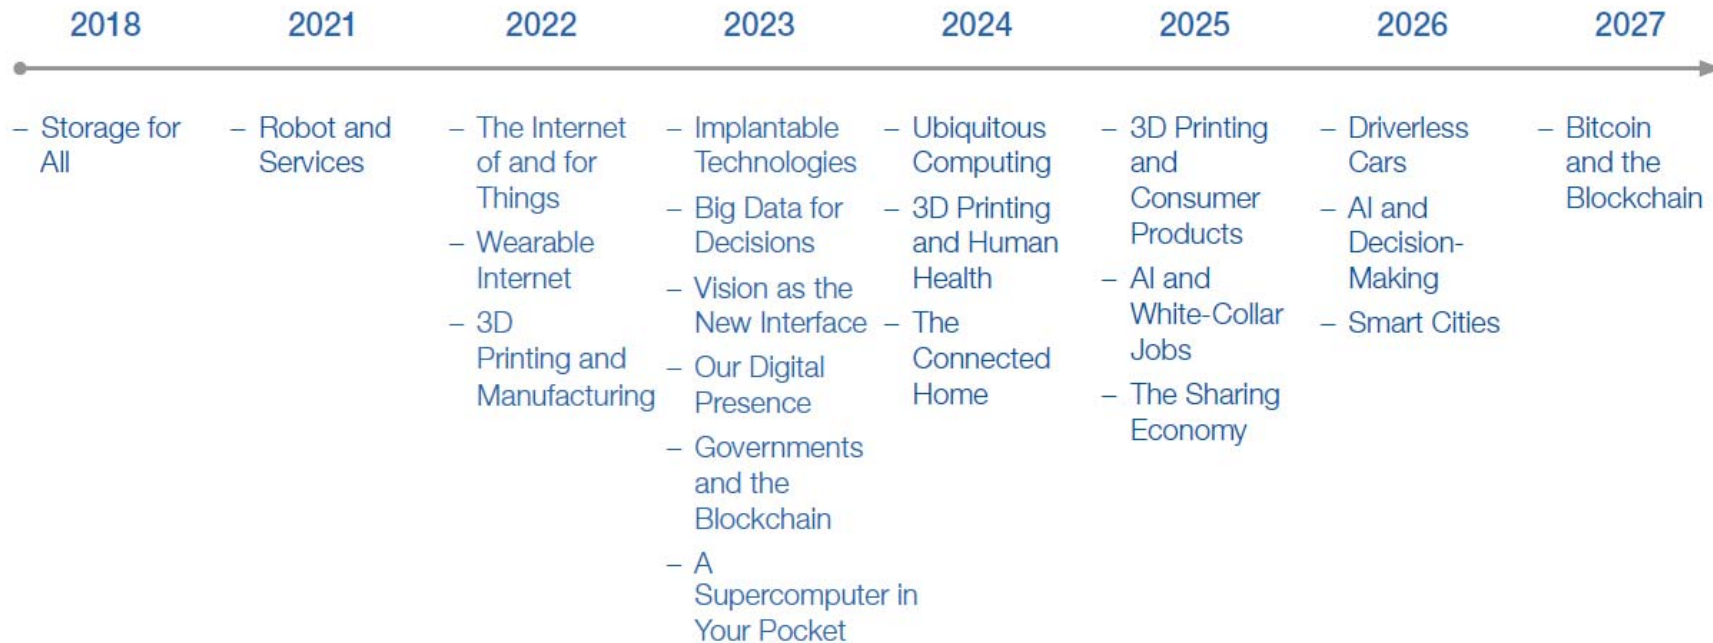 2018
2021
2022
2023
2024
2025
2026
2027
– Storage for
All
– Robot and
Services
– The Internet
of and for
Things
– Wearable
Internet
– 3D
Printing and
Manufacturing
– Implantable
Technologies
– Big Data for
Decisions
– Vision as the
New Interface
– Our Digital
Presence
– Governments
and the
Blockchain
– A
Supercomputer in
Your Pocket
– Ubiquitous
Computing
– 3D Printing
and Human
Health
– The
Connected
Home
– 3D Printing
and
Consumer
Products
– AI and
White-Collar
Jobs
– The Sharing
Economy
– Driverless
Cars
– AI and
Decision-
Making
– Smart Cities
– Bitcoin
and the
Blockchain